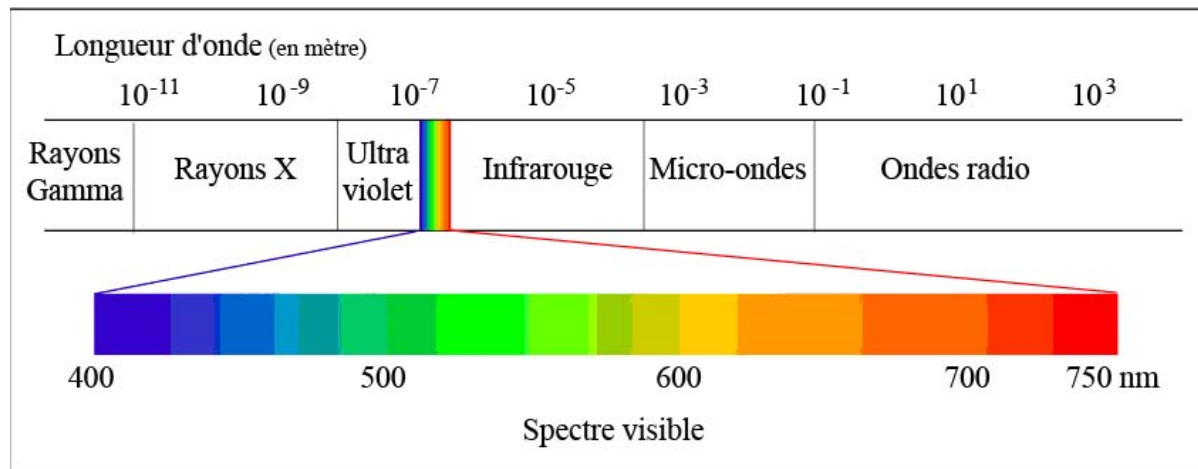 Longueur d'onde (en mètre)
10⁻¹¹ 10⁻⁹ 10⁻⁷ 10⁻⁵ 10⁻³ 10⁻¹ 10¹ 10³
Rayons Gamma Rayons X Ultra violet Infrarouge Micro-ondes Ondes radio
400 500 600 700 750 nm
Spectre visible